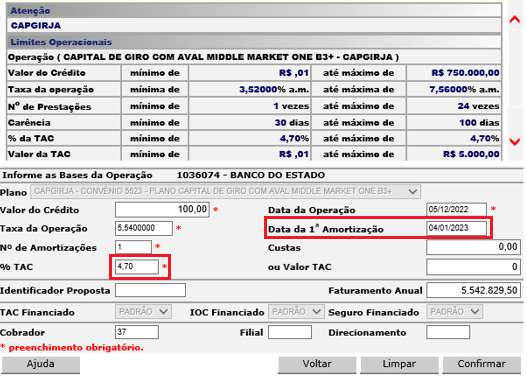 Atenção
CAPGIRJA
Limites Operacionais
Operação ( CAPITAL DE GIRO COM AVAL MIDDLE MARKET ONE B3+ - CAPGIRJA )
Valor do Crédito mínimo de R$ ,01 até máximo de R$ 750.000,00
Taxa da operação mínima de 3,52000% a.m. até máximo de 7,56000% a.m.
Nº de Prestações mínimo de 1 vezes até máximo de 24 vezes
Carência mínimo de 30 dias até máximo de 100 dias
% da TAC mínimo de 4,70% até máximo de 4,70%
Valor da TAC mínimo de R$ ,01 até máximo de R$ 5.000,00
Informe as Bases da Operação 1036074 - BANCO DO ESTADO
Plano CAPGIRJA - CONVÊNIO 5523 - PLANO CAPITAL DE GIRO COM AVAL MIDDLE MARKET ONE B3+
Valor do Crédito 100,00 * Data da Operação 05/12/2022 *
Taxa da Operação 5,5400000 * Data da 1ª Amortização 04/01/2023
Nº de Amortizações 1 * Custas 0,00
% TAC 4,70 * ou Valor TAC 0
Identificador Proposta Faturamento Anual 5.542.829,50
TAC Financiado PADRÃO IOC Financiado PADRÃO Seguro Financiado PADRÃO
Cobrador 37 Filial Direcionamento
* preenchimento obrigatório.
Ajuda Voltar Limpar Confirmar